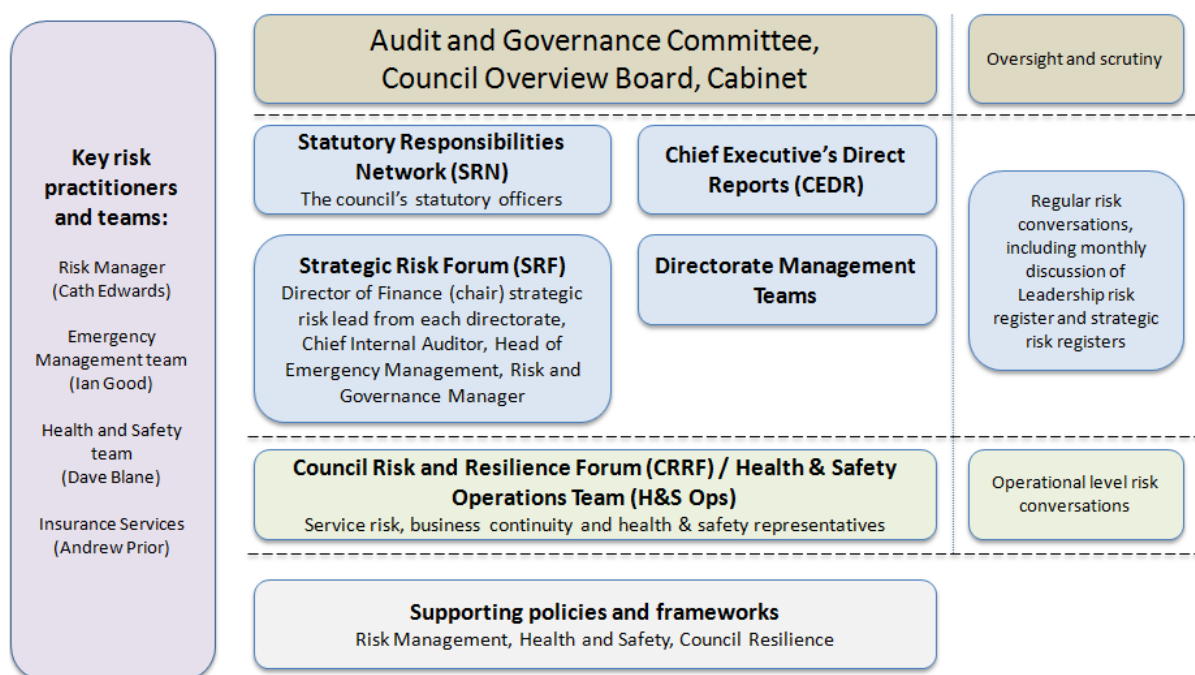 Key risk
practitioners
and teams:
Risk Manager
(Cath Edwards)
Emergency
Management team
(Ian Good)
Health and Safety
team
(Dave Blane)
Insurance Services
(Andrew Prior)
Audit and Governance Committee,
Council Overview Board, Cabinet
Oversight and scrutiny
Statutory Responsibilities
Network (SRN)
The council's statutory officers
Chief Executive's Direct
Reports (CEDR)
Strategic Risk Forum (SRF)
Director of Finance (chair) strategic
risk lead from each directorate,
Chief Internal Auditor, Head of
Emergency Management, Risk and
Governance Manager
Directorate Management
Teams
Regular risk
conversations,
including monthly
discussion of
Leadership risk
register and strategic
risk registers
Council Risk and Resilience Forum (CRRF) / Health & Safety
Operations Team (H&S Ops)
Service risk, business continuity and health & safety representatives
Operational level risk
conversations
Supporting policies and frameworks
Risk Management, Health and Safety, Council Resilience